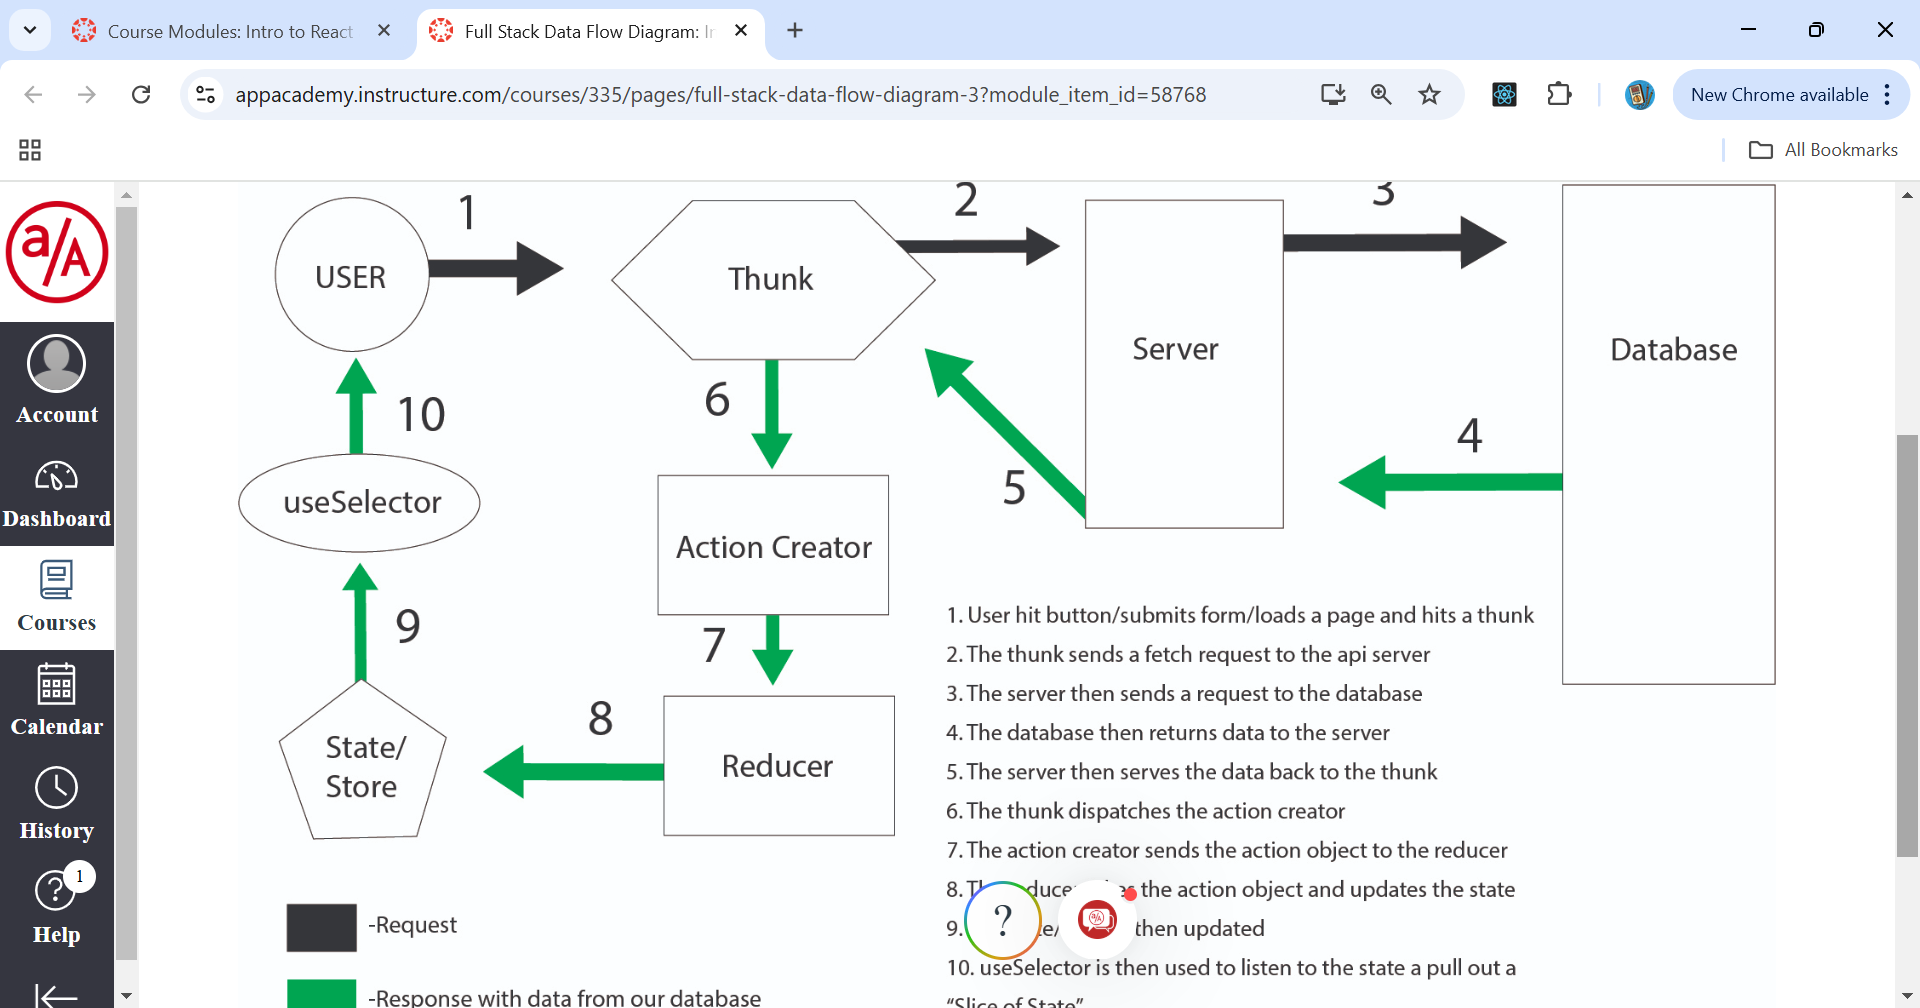 Course Modules: Intro to React
Full Stack Data Flow Diagram: In
appacademy.instructure.com/courses/335/pages/full-stack-data-flow-diagram-3?module_item_id=58768
New Chrome available
All Bookmarks
a/A
Account
Dashboard
Courses
Calendar
History
1
Help
1
2
3
USER
Thunk
Server
Database
6
10
4
5
useSelector
Action Creator
9
7
8
State/
Store
Reducer
1. User hit button/submits form/loads a page and hits a thunk
2. The thunk sends a fetch request to the api server
3. The server then sends a request to the database
4. The database then returns data to the server
5. The server then serves the data back to the thunk
6. The thunk dispatches the action creator
7. The action creator sends the action object to the reducer
8. the action object and updates the state
9. then updated
10. useSelector is then used to listen to the state a pull out a
"Slice of State"
?
-Request
-Response with data from our database